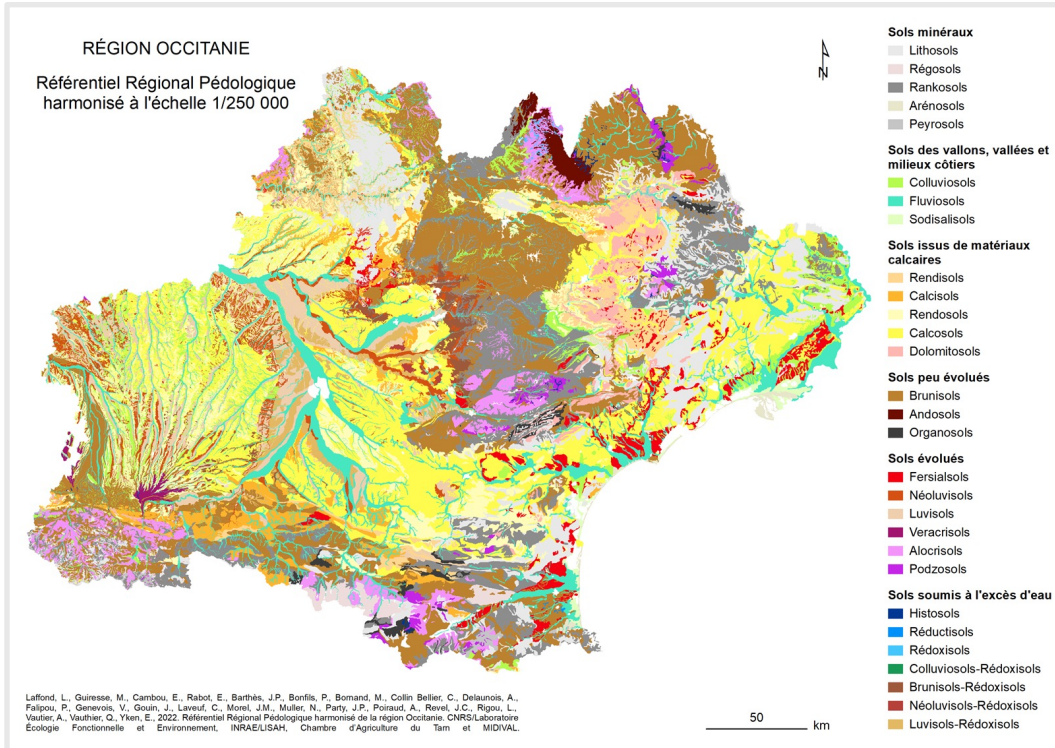 RÉGION OCCITANIE
Référentiel Régional Pédologique
harmonisé à l'échelle 1/250 000
N
Sols minéraux
Lithosols
Régosols
Rankosols
Arénosols
Peyrosols
Sols des vallons, vallées et
milieux côtiers
Colluviosols
Fluviosols
Sodisalisols
Sols issus de matériaux
calcaires
Rendisols
Calcisols
Rendosols
Calcosols
Dolomitosols
Sols peu évolués
Brunisols
Andosols
Organosols
Sols évolués
Fersialsols
Néoluvisols
Luvisols
Veracrisols
Alocrisols
Podzosols
Sols soumis à l'excès d'eau
Histosols
Réductisols
Rédoxisols
Colluviosols-Rédoxisols
Brunisols-Rédoxisols
Néoluvisols-Rédoxisols
Luvisols-Rédoxisols
50
km
Laffond, L., Guiresse, M., Cambou, E., Rabot, E., Barthès, J.P., Bonfils, P., Bornand, M., Collin Bellier, C., Delaunois, A.,
Falipou, P., Genevois, V., Gouin, J., Laveuf, C., Morel, J.M., Muller, N., Party, J.P., Poiraud, A., Revel, J.C., Rigou, L.,
Vautier, A., Vauthier, Q., Yken, E., 2022. Référentiel Régional Pédologique harmonisé de la région Occitanie. CNRS/Laboratoire
Écologie Fonctionnelle et Environnement, INRAE/LISAH, Chambre d'Agriculture du Tarn et MIDIVAL.